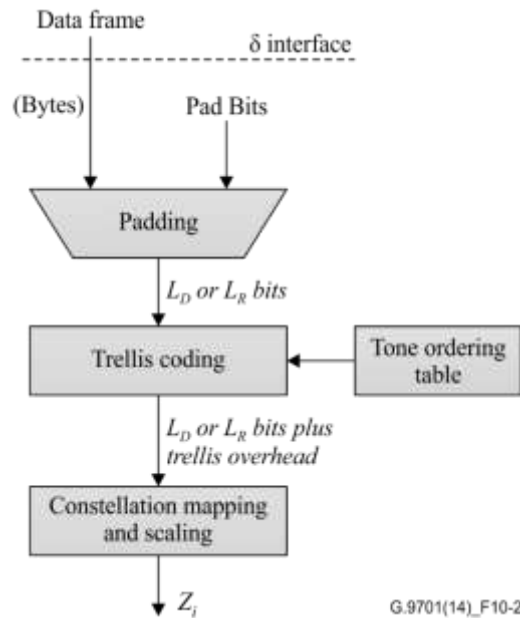 Data frame
δ interface
(Bytes)
Pad Bits
Padding
L_D or L_R bits
Trellis coding
Tone ordering
table
L_D or L_R bits plus
trellis overhead
Constellation mapping
and scaling
Z_i
G.9701(14)_F10-2